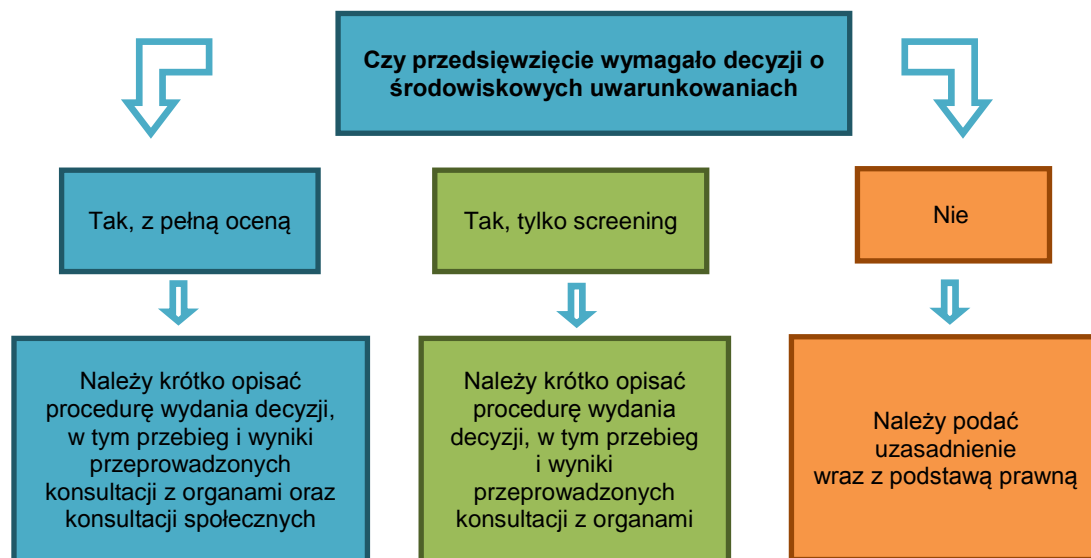 Czy przedsięwzięcie wymagało decyzji o
środowiskowych uwarunkowaniach
Tak, z pełną oceną
Tak, tylko screening
Nie
Należy krótko opisać
procedurę wydania decyzji,
w tym przebieg i wyniki
przeprowadzonych
konsultacji z organami oraz
konsultacji społecznych
Należy krótko opisać
procedurę wydania
decyzji, w tym przebieg
i wyniki
przeprowadzonych
konsultacji z organami
Należy podać
uzasadnienie
wraz z podstawą prawną